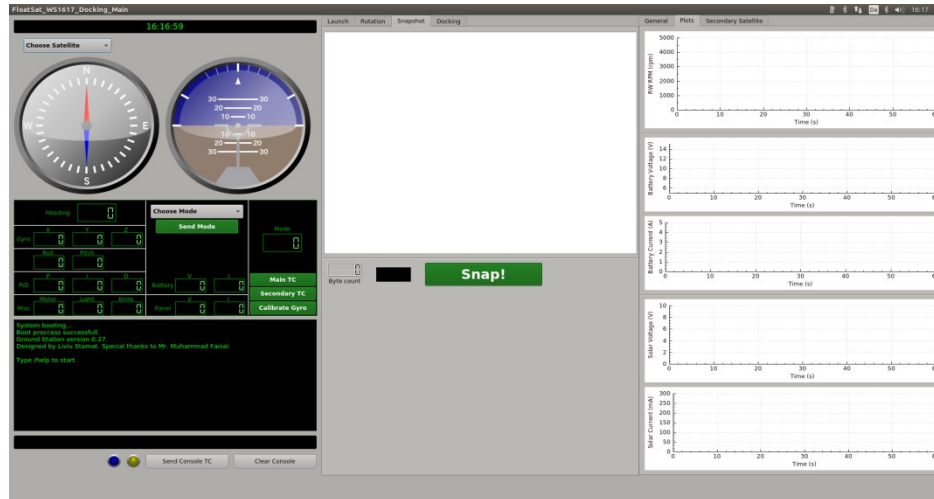 FloatSat_WS1617_Docking_Main
De
16:17
16:16:59
Choose Satellite
N
W
E
S
30 30
20 20
10 10
10 10
20 20
30 30
Heading 0
X Y Z
Gyro 0 0 0
Roll Pitch
0 0
P I D
PID 0 0 0
Motor Light Knife
Misc 0 0 0
Choose Mode
Send Mode
V I
Battery 0 0
V I
Panel 0 0
Mode
0
Main TC
Secondary TC
Calibrate Gyro
System booting...
Boot proccess successfull.
Ground Station version 0.27.
Designed by Liviu Stamat. Special thanks to Mr. Muhammad Faisal.
Type /help to start.
Send Console TC
Clear Console
Launch Rotation Snapshot Docking
0
Byte count
Snap!
General Plots Secondary Satellite
RW RPM (rpm)
5000
4000
3000
2000
1000
0
0 10 20 30 40 50
Time (s)
Battery Voltage (V)
14
12
10
8
6
0 10 20 30 40 50
Time (s)
Battery Current (A)
5
4
3
2
1
0
0 10 20 30 40 50
Time (s)
Solar Voltage (V)
10
8
6
4
2
0
0 10 20 30 40 50
Time (s)
Solar Current (mA)
300
250
200
150
100
50
0
0 10 20 30 40 50
Time (s)